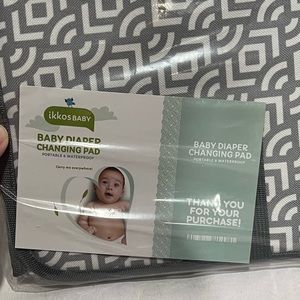 ikkosBABY
BABY DIAPER
CHANGING PAD
PORTABLE & WATERPROOF
Carry me everywhere!
BABY DIAPER
CHANGING PAD
PORTABLE & WATERPROOF
THANK YOU
FOR YOUR
PURCHASE!